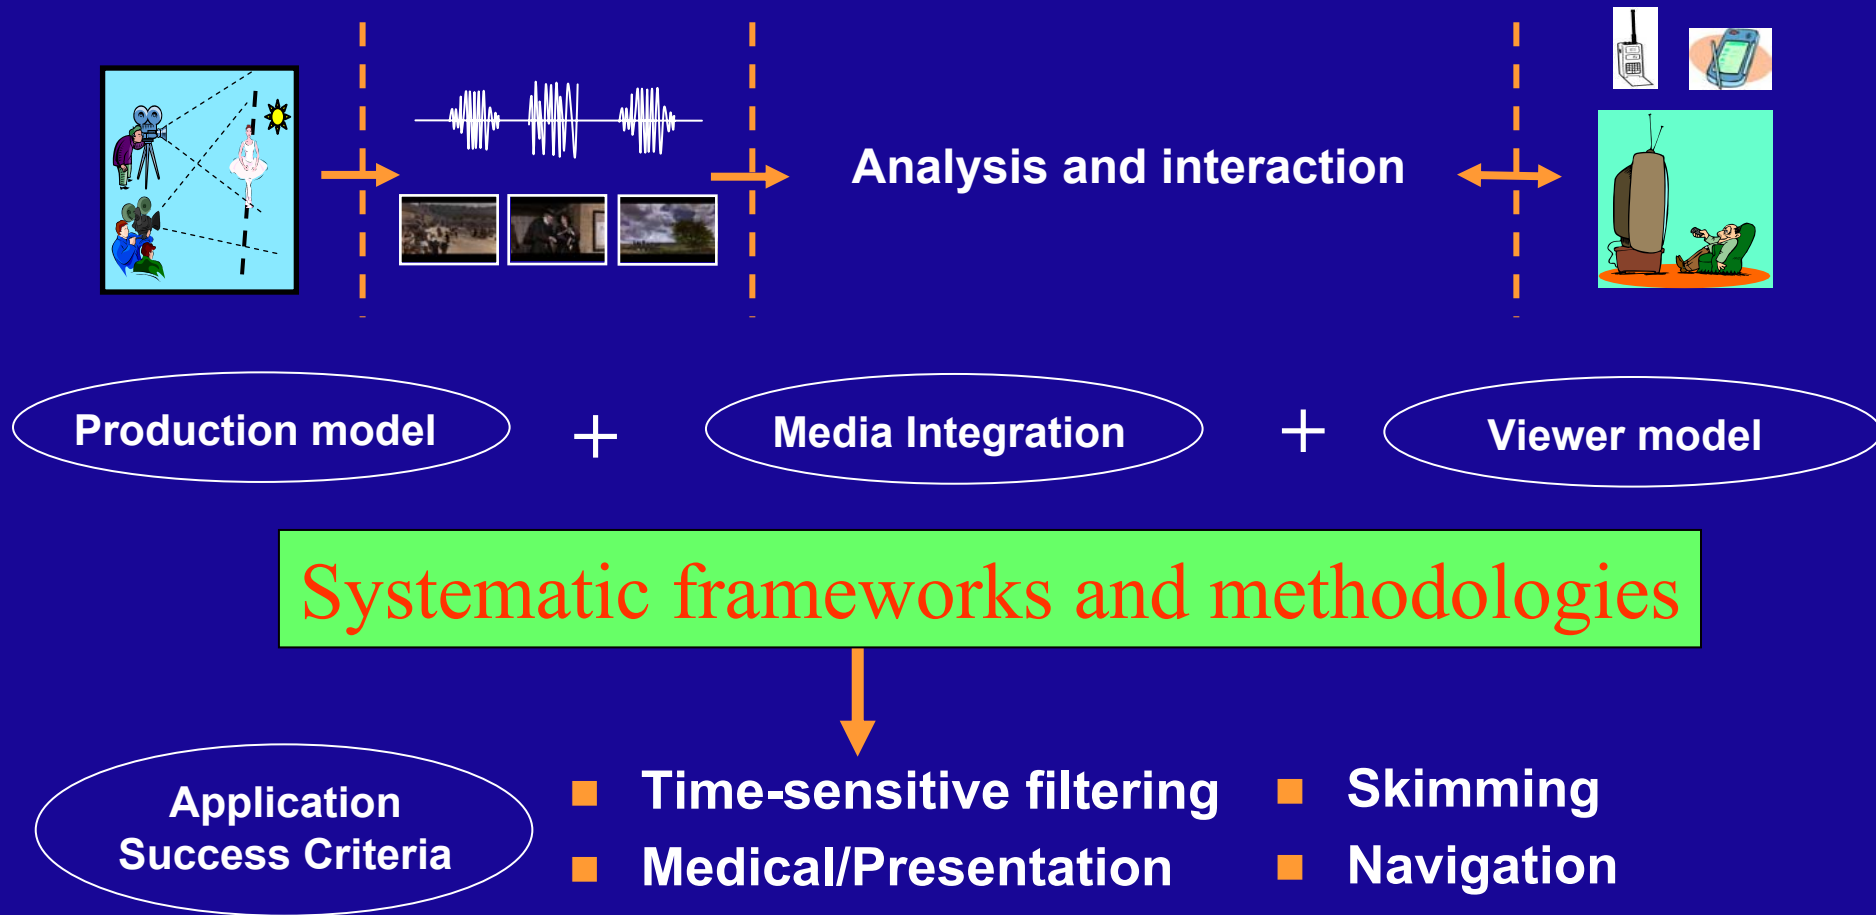 Analysis and interaction
Production model
+
Media Integration
+
Viewer model
Systematic frameworks and methodologies
Application
Success Criteria
Time-sensitive filtering
Skimming
Medical/Presentation
Navigation